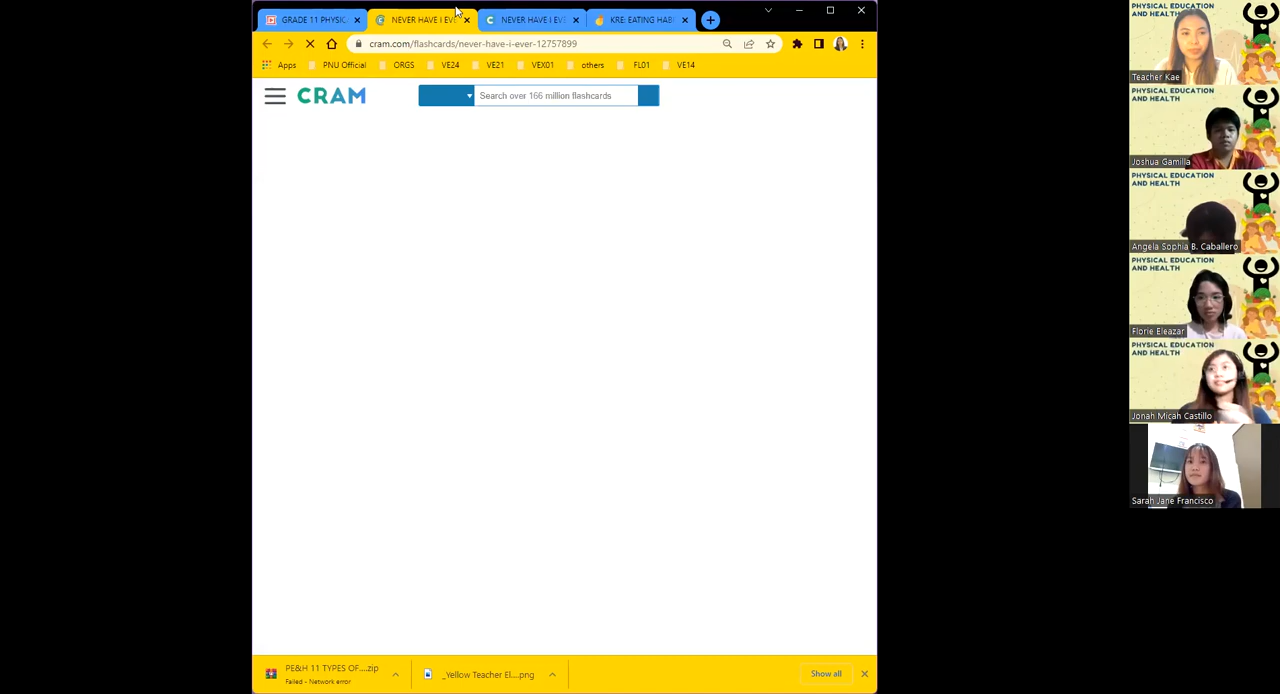 GRADE 11 PHYSIC
NEVER HAVE I EVE
NEVER HAVE I EVE
KRE: EATING HABI
cram.com/flashcards/never-have-i-ever-12757899
Apps
PNU Official
ORGS
VE24
VE21
VEX01
others
FL01
VE14
CRAM
Search over 166 million flashcards
PE&H 11 TYPES OF....zip
Failed - Network error
_Yellow Teacher El....png
Show all
PHYSICAL EDUCATION
AND HEALTH
Teacher Kae
PHYSICAL EDUCATION
AND HEALTH
Joshua Gamilla
PHYSICAL EDUCATION
AND HEALTH
Angela Sophia B. Caballero
PHYSICAL EDUCATION
AND HEALTH
Florie Eleazar
PHYSICAL EDUCATION
AND HEALTH
Jonah Micah Castillo
Sarah Jane Francisco